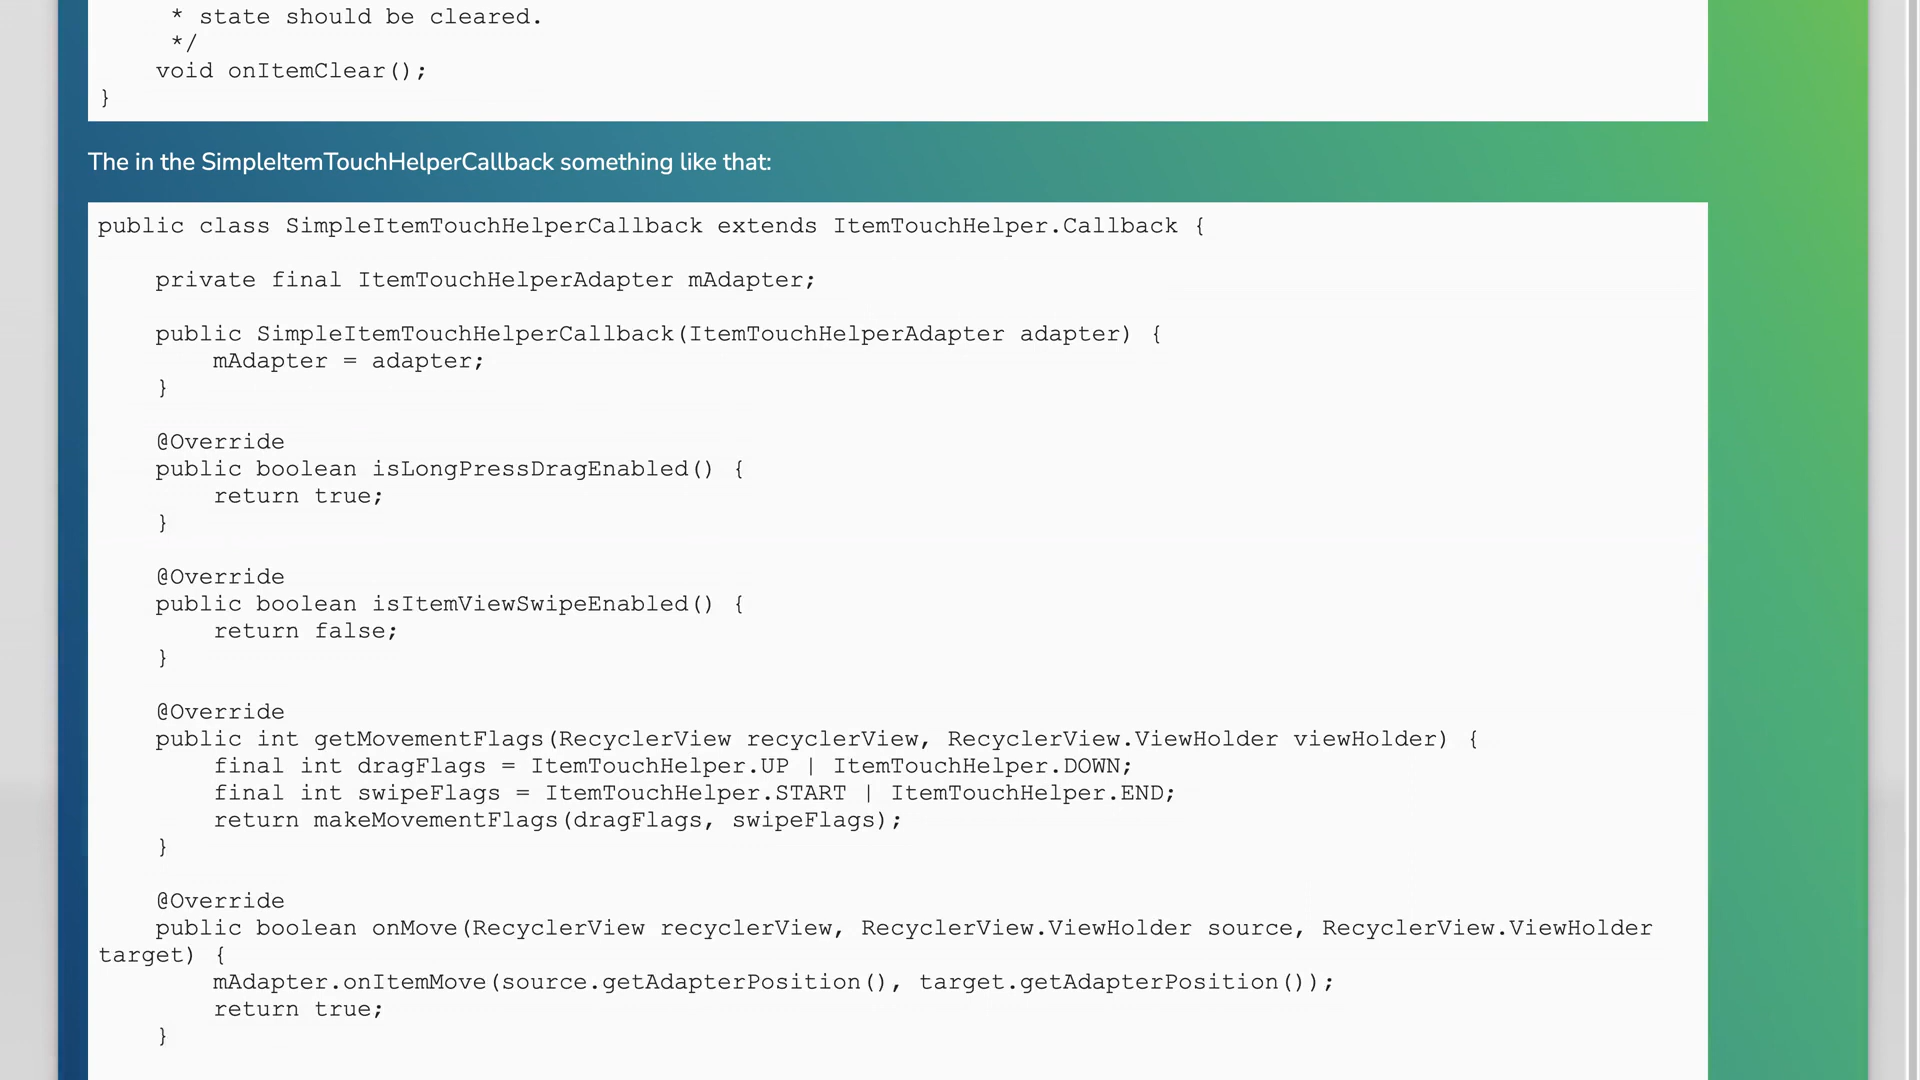 * state should be cleared.
*/
void onItemClear();
}
The in the SimpleItemTouchHelperCallback something like that:
public class SimpleItemTouchHelperCallback extends ItemTouchHelper.Callback {
private final ItemTouchHelperAdapter mAdapter;
public SimpleItemTouchHelperCallback(ItemTouchHelperAdapter adapter) {
mAdapter = adapter;
}
@Override
public boolean isLongPressDragEnabled() {
return true;
}
@Override
public boolean isItemViewSwipeEnabled() {
return false;
}
@Override
public int getMovementFlags(RecyclerView recyclerView, RecyclerView.ViewHolder viewHolder) {
final int dragFlags = ItemTouchHelper.UP | ItemTouchHelper.DOWN;
final int swipeFlags = ItemTouchHelper.START | ItemTouchHelper.END;
return makeMovementFlags(dragFlags, swipeFlags);
}
@Override
public boolean onMove(RecyclerView recyclerView, RecyclerView.ViewHolder source, RecyclerView.ViewHolder
target) {
mAdapter.onItemMove(source.getAdapterPosition(), target.getAdapterPosition());
return true;
}